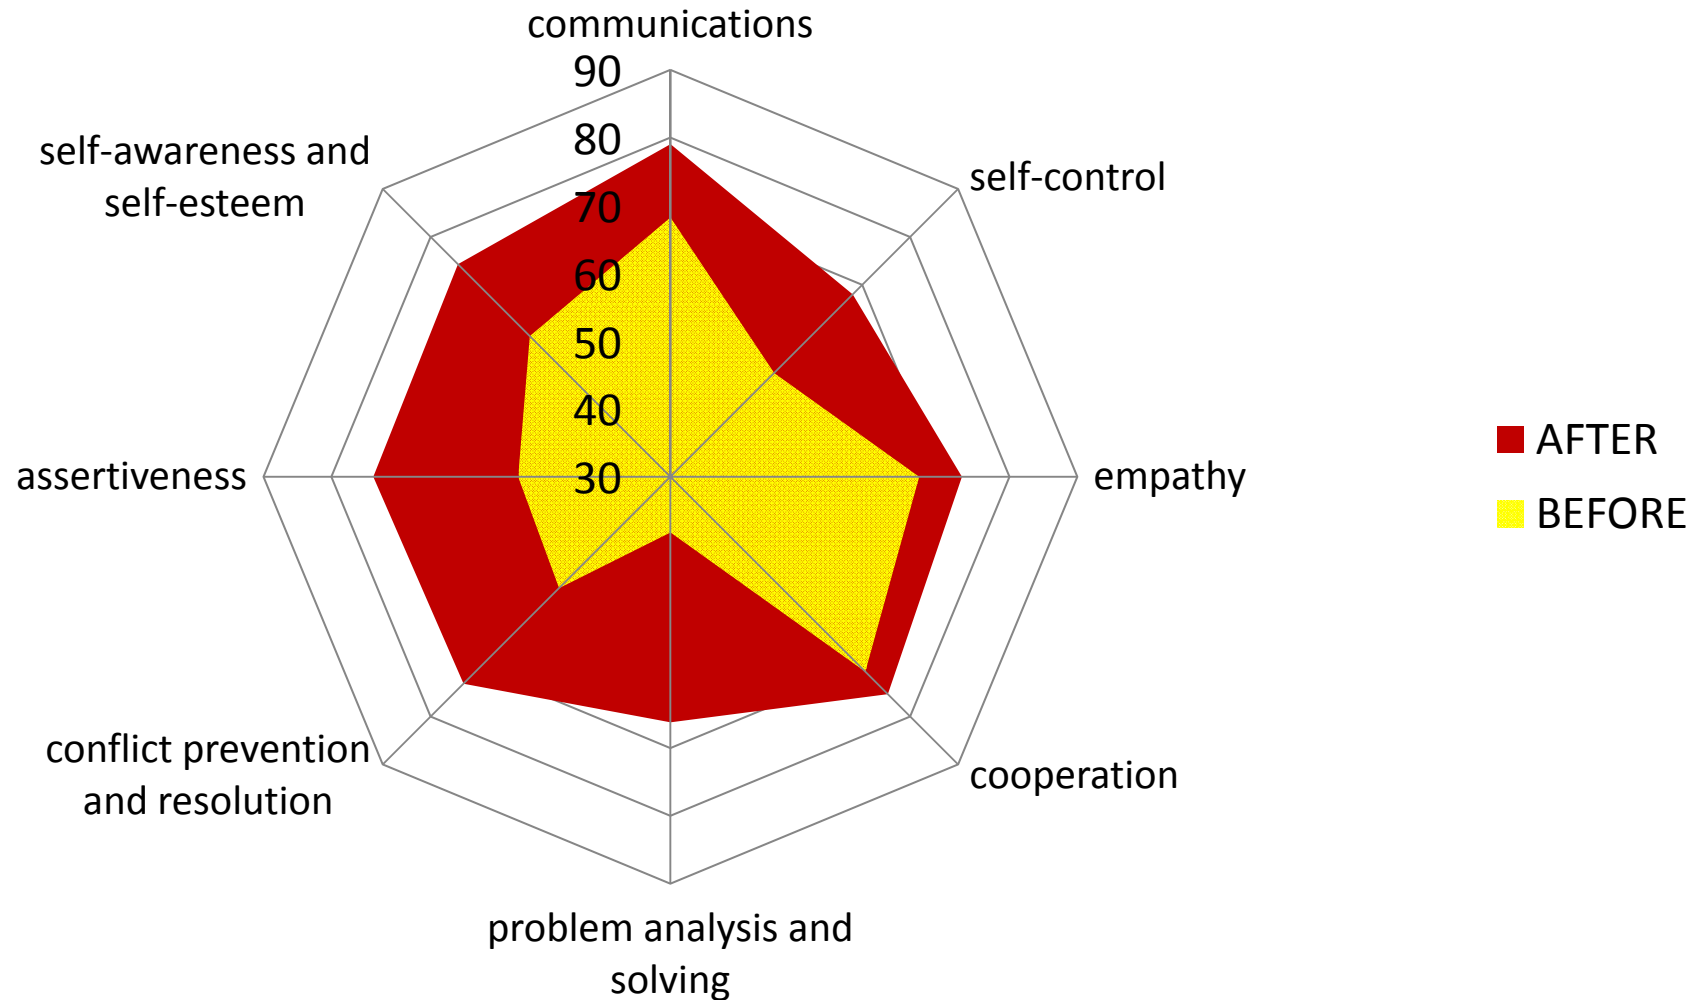 communications
90
80
70
60
50
40
30
self-awareness and
self-esteem
self-control
assertiveness
empathy
conflict prevention
and resolution
cooperation
problem analysis and
solving
AFTER
BEFORE